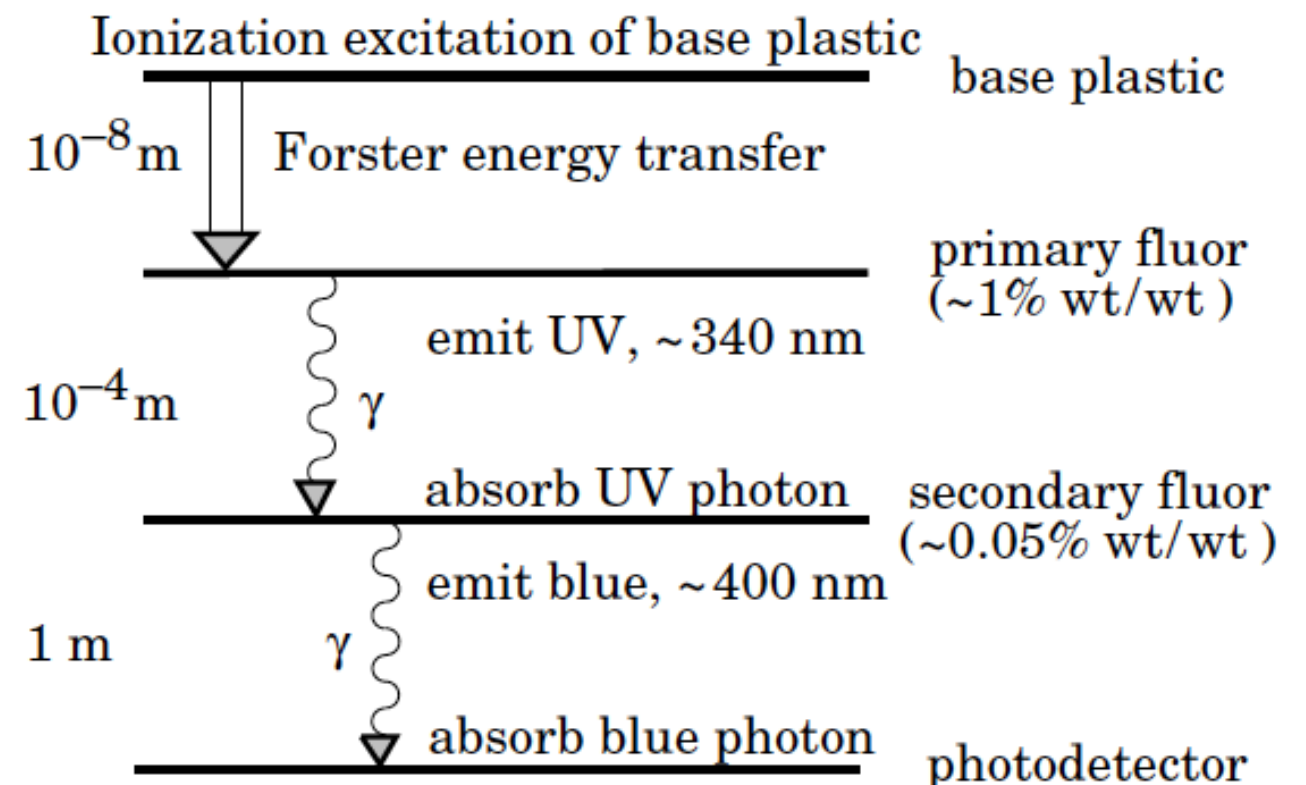 Ionization excitation of base plastic
base plastic
10⁻⁸ m
Forster energy transfer
primary fluor
(~1% wt/wt )
emit UV, ~340 nm
10⁻⁴ m
γ
absorb UV photon
secondary fluor
(~0.05% wt/wt )
emit blue, ~400 nm
1 m
γ
absorb blue photon
photodetector